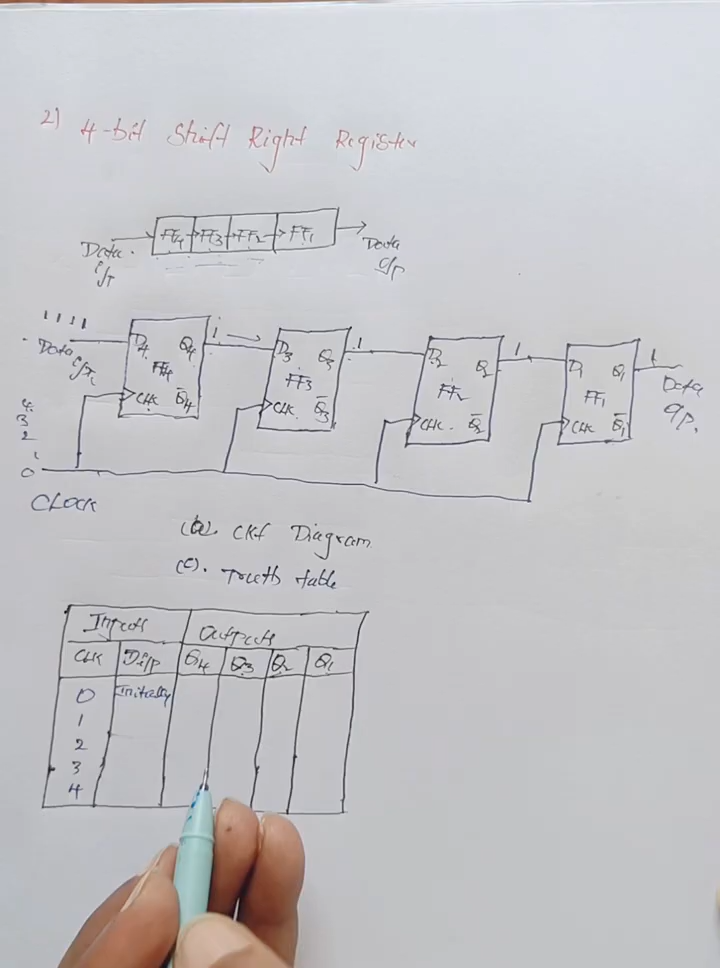 2) 4-bit Shift Right Register
FF4 FF3 FF2 FF1
Data i/p
Data o/p
1 1 1 1
Data i/p
D4 Q4 FF4 CLK Q̅4
1
D3 Q3 FF3 CLK Q̅3
1
D2 Q2 FF2 CLK Q̅2
1
D1 Q1 FF1 CLK Q̅1
1
Data o/p.
4
3
2
1
0
CLOCK
Ckt Diagram
(c). Truth table
Inputs Outputs
CLK D i/p Q4 Q3 Q2 Q1
0 Initially
1
2
3
4